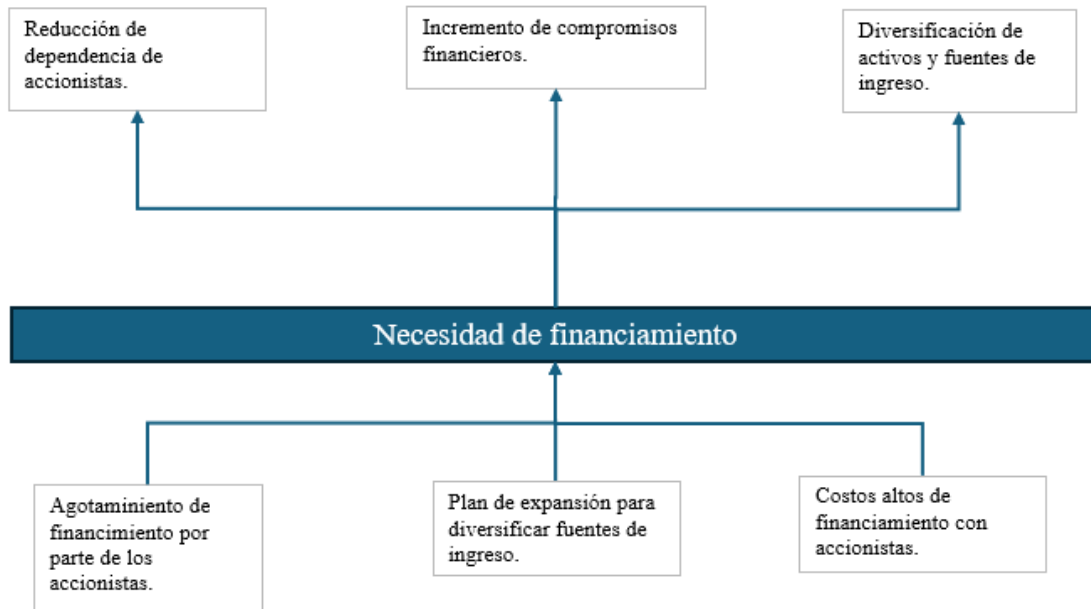 Reducción de
dependencia de
accionistas.
Incremento de compromisos
financieros.
Diversificación de
activos y fuentes de
ingreso.
Necesidad de financiamiento
Agotaminiento de
financimiento por
parte de los
accionistas.
Plan de expansión para
diversificar fuentes de
ingreso.
Costos altos de
financiamiento con
accionistas.